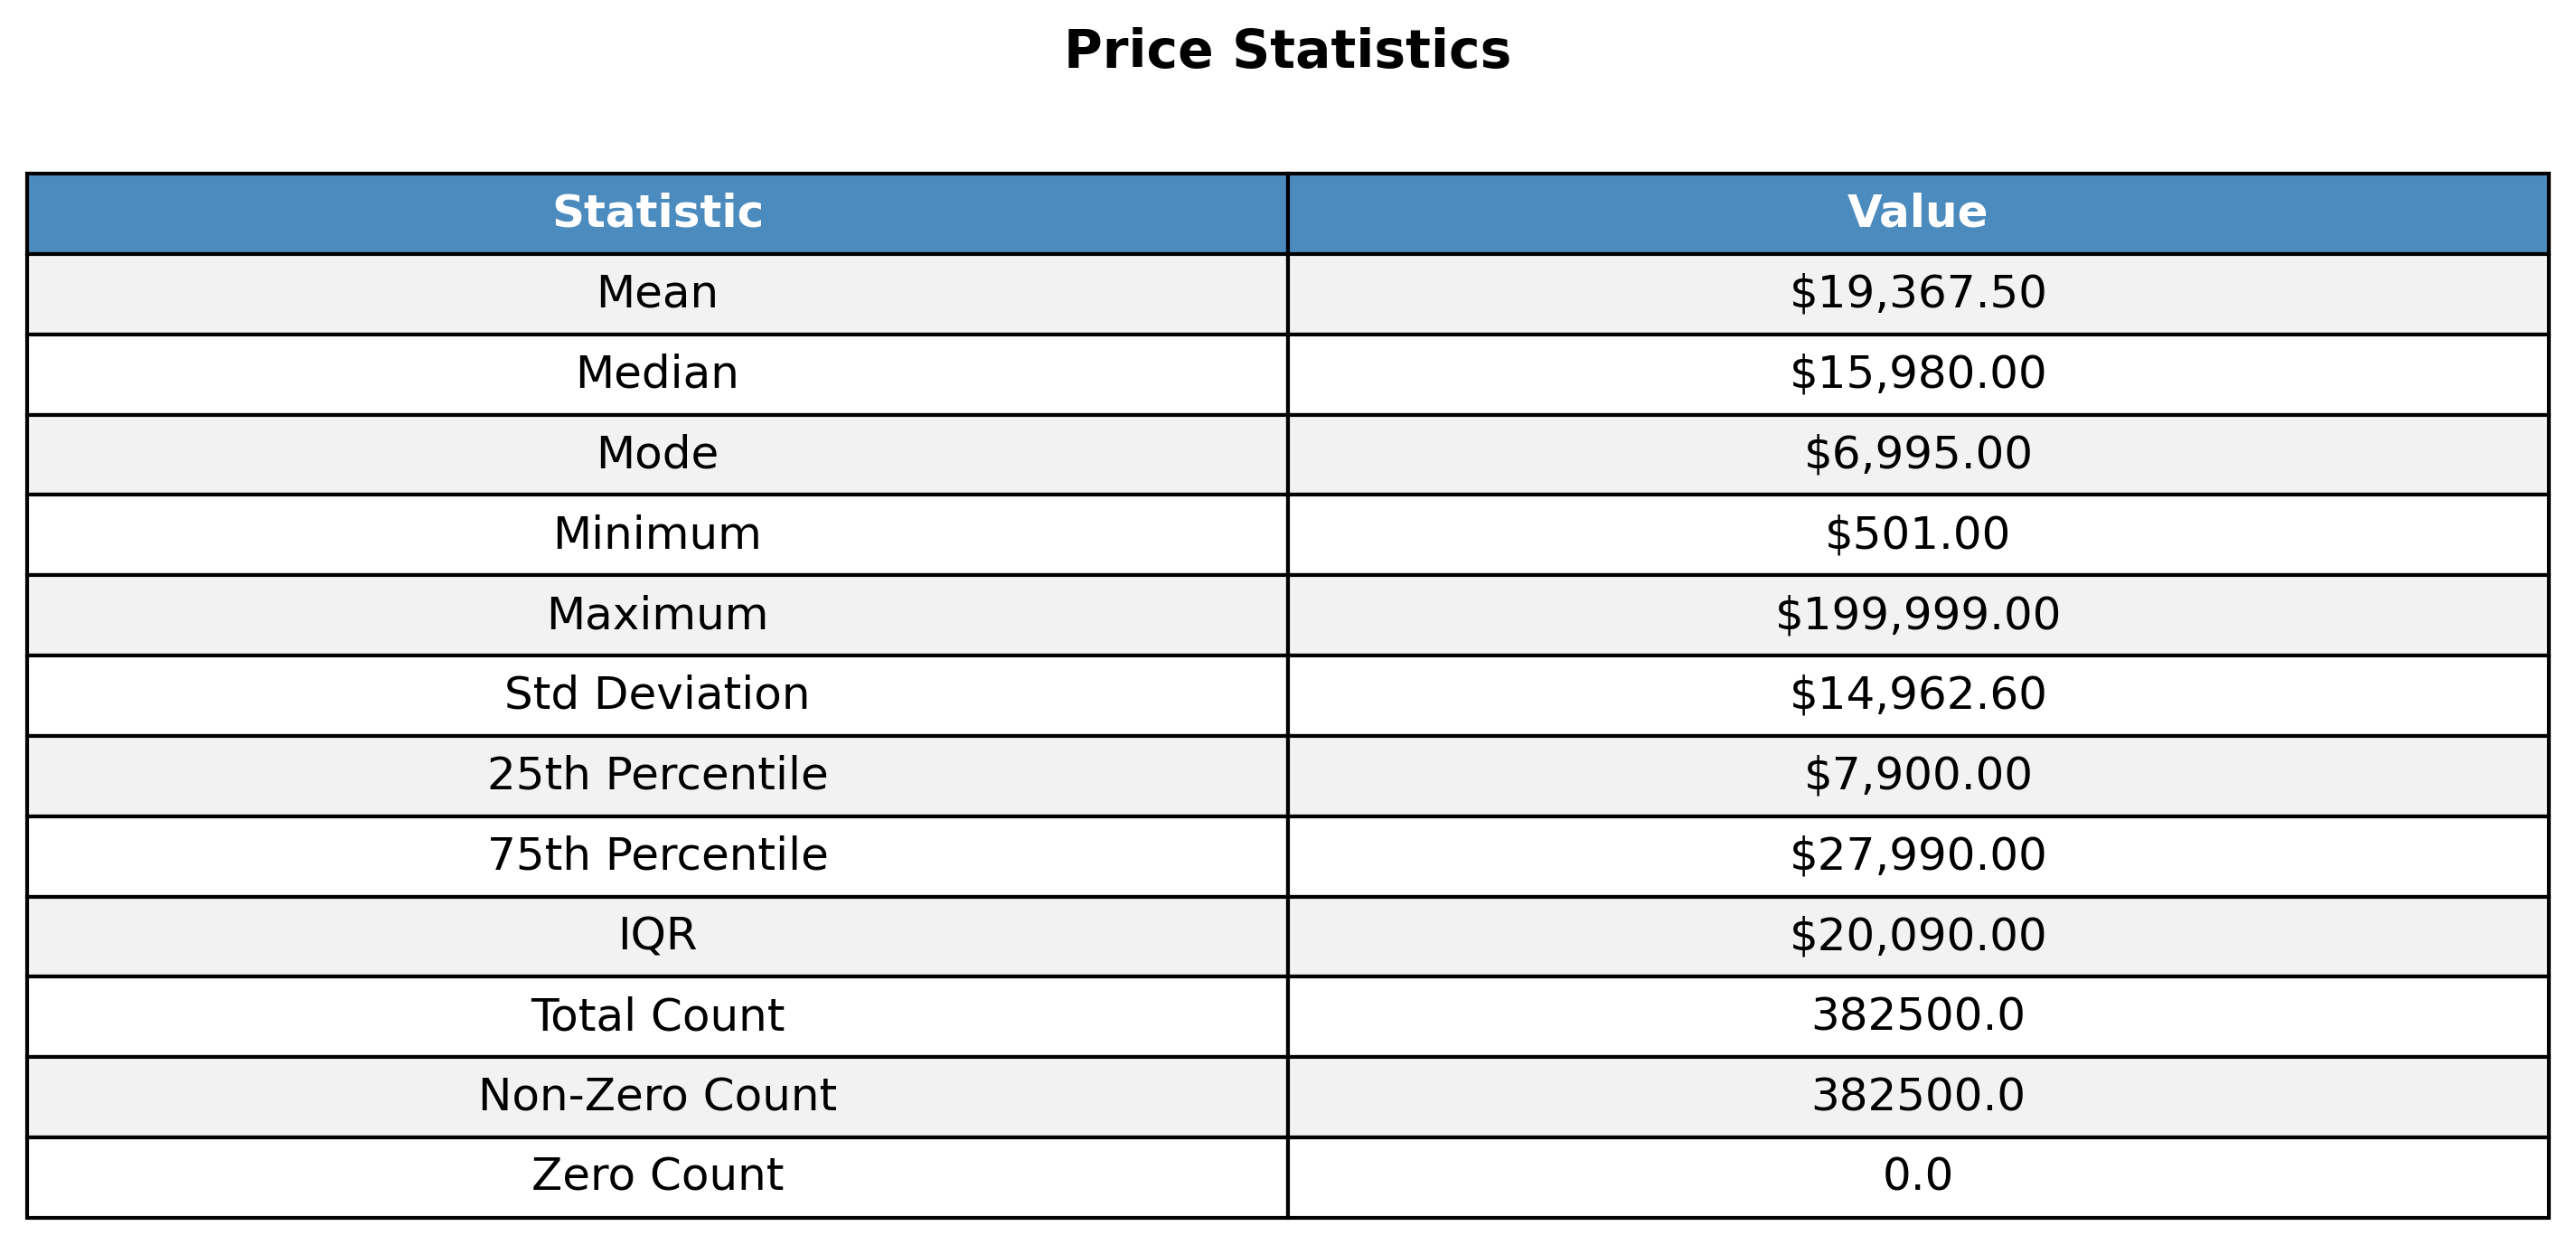 Price Statistics
Statistic Value
Mean $19,367.50
Median $15,980.00
Mode $6,995.00
Minimum $501.00
Maximum $199,999.00
Std Deviation $14,962.60
25th Percentile $7,900.00
75th Percentile $27,990.00
IQR $20,090.00
Total Count 382500.0
Non-Zero Count 382500.0
Zero Count 0.0